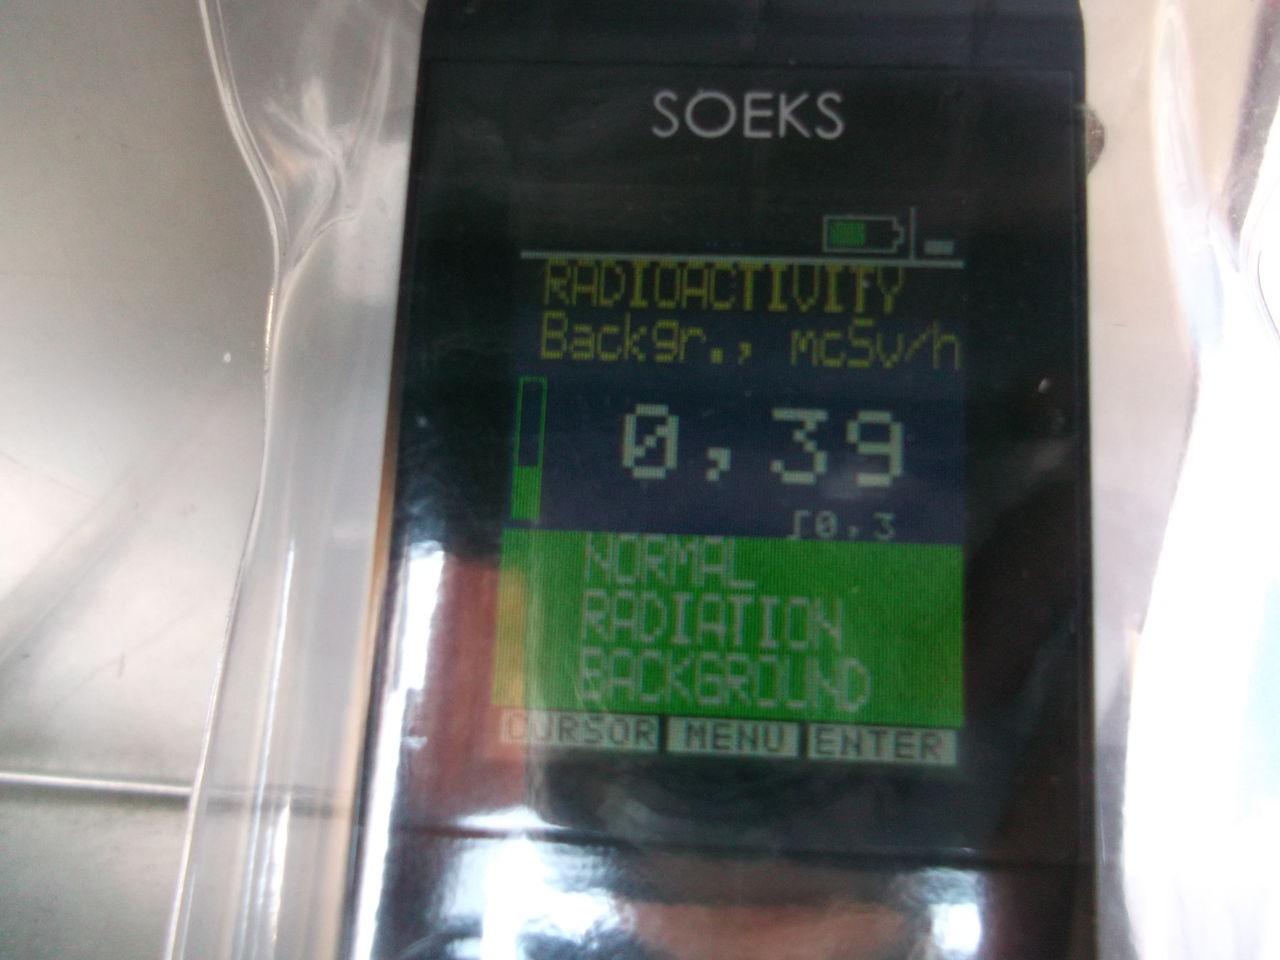 SOEKS
RADIOACTIVITY
Backgr., mcSv/h
0,39
0,3
NORMAL
RADIATION
BACKGROUND
CURSOR MENU ENTER